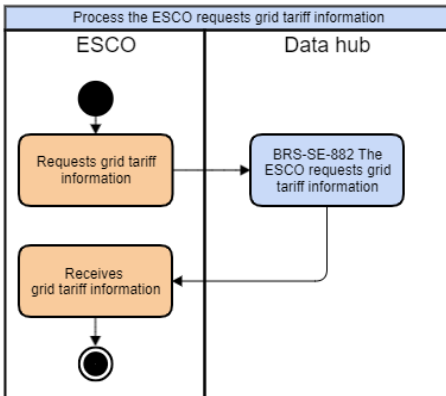 Process the ESCO requests grid tariff information
ESCO
Data hub
Requests grid tariff
information
BRS-SE-882 The
ESCO requests grid
tariff information
Receives
grid tariff information